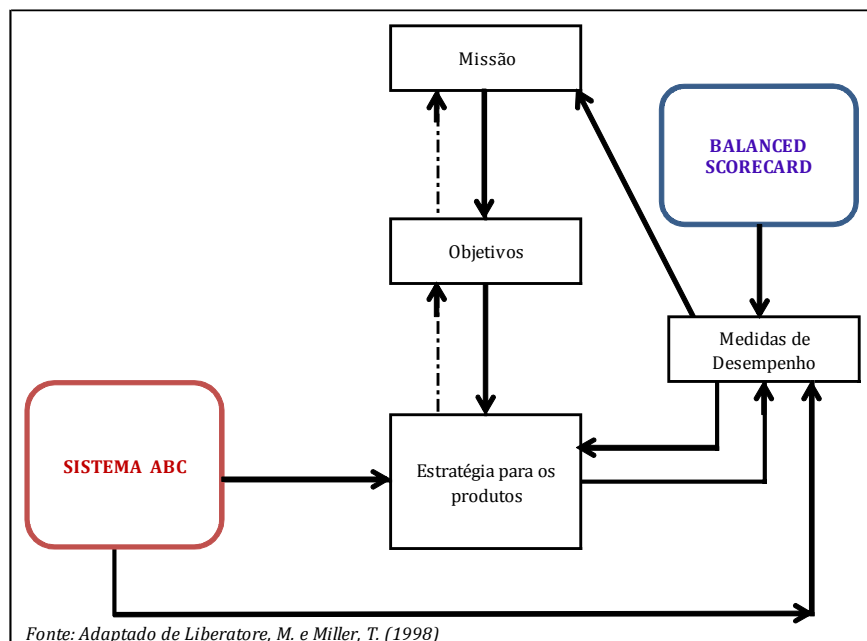 Missão
BALANCED
SCORECARD
Objetivos
Medidas de
Desempenho
SISTEMA ABC
Estratégia para os
produtos
Fonte: Adaptado de Liberatore, M. e Miller, T. (1998)